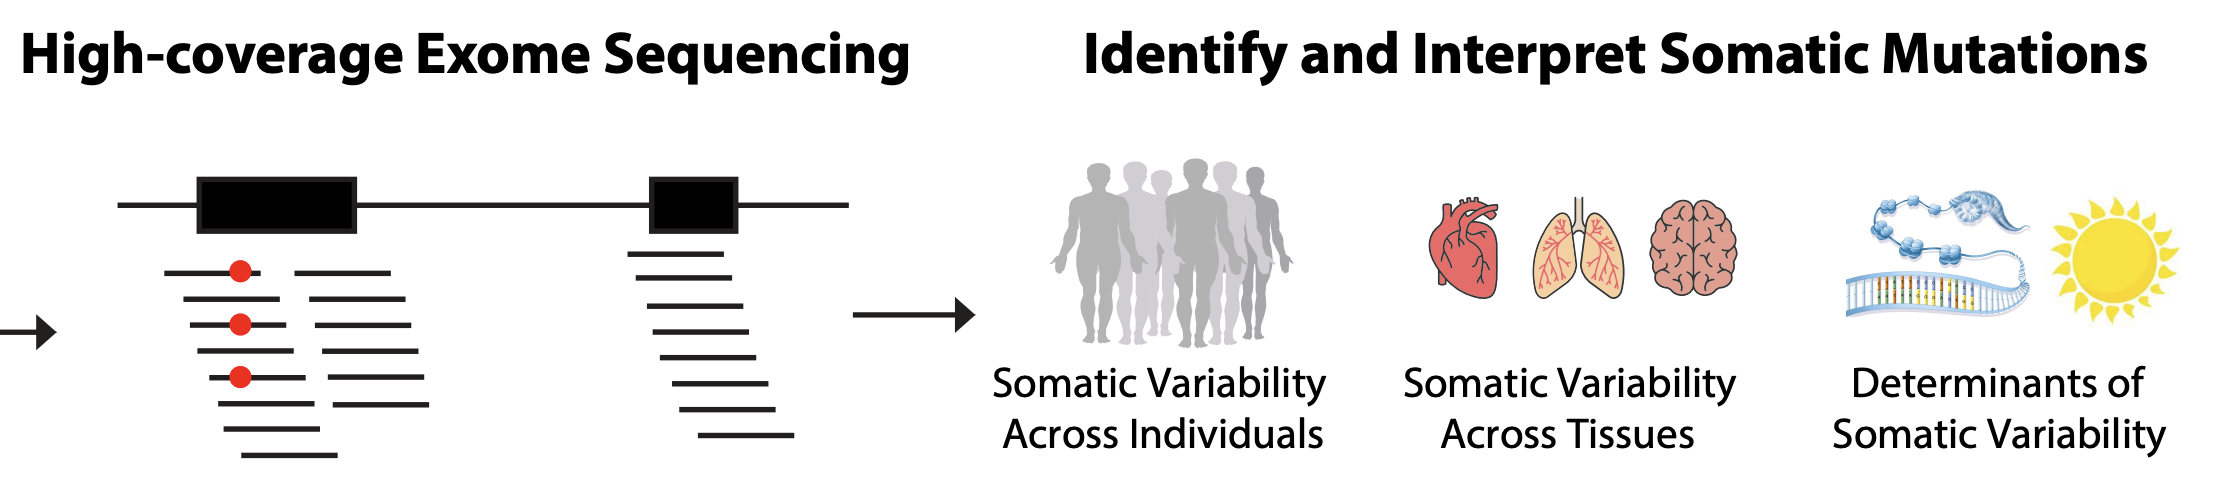 High-coverage Exome Sequencing
Identify and Interpret Somatic Mutations
Somatic Variability
Across Individuals
Somatic Variability
Across Tissues
Determinants of
Somatic Variability